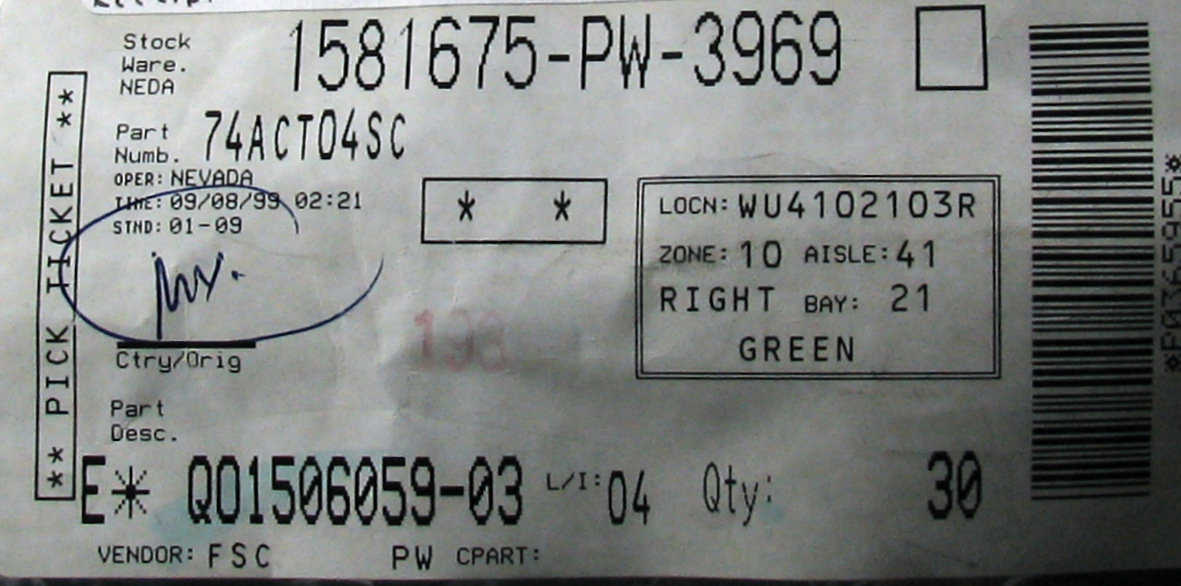 Stock
Ware.
NEDA
1581675-PW-3969
Part
Numb.
74ACT04SC
OPER: NEVADA
TIME: 09/08/99 02:21
STND: 01-09
* *
LOCN: WU4102103R
ZONE: 10 AISLE: 41
RIGHT BAY: 21
GREEN
198
Ctry/Orig
Part
Desc.
E* Q01506059-03 L/I: 04 Qty: 30
VENDOR: FSC PW CPART:
** PICK TICKET **